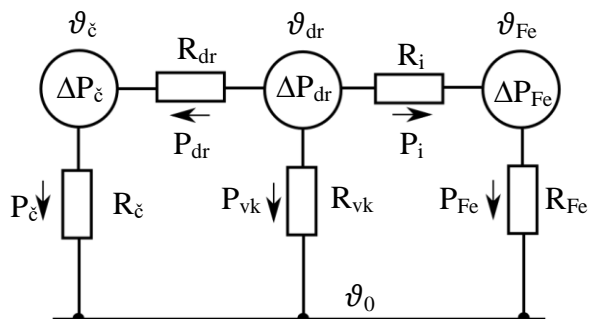 ϑč ϑdr ϑFe
Rdr Ri
ΔPč ΔPdr ΔPFe
Pdr Pi
Pč Rč Pvk Rvk PFe RFe
ϑ0